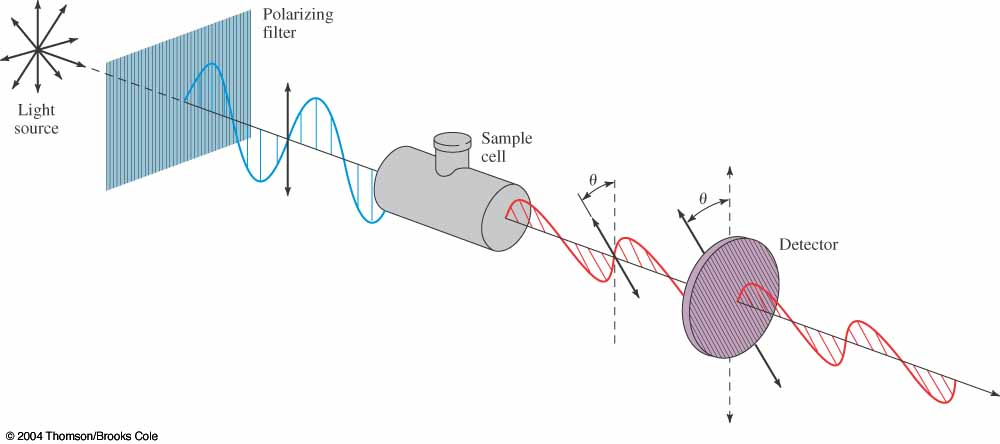 Polarizing
filter
Light
source
Sample
cell
θ
θ
Detector
© 2004 Thomson/Brooks Cole